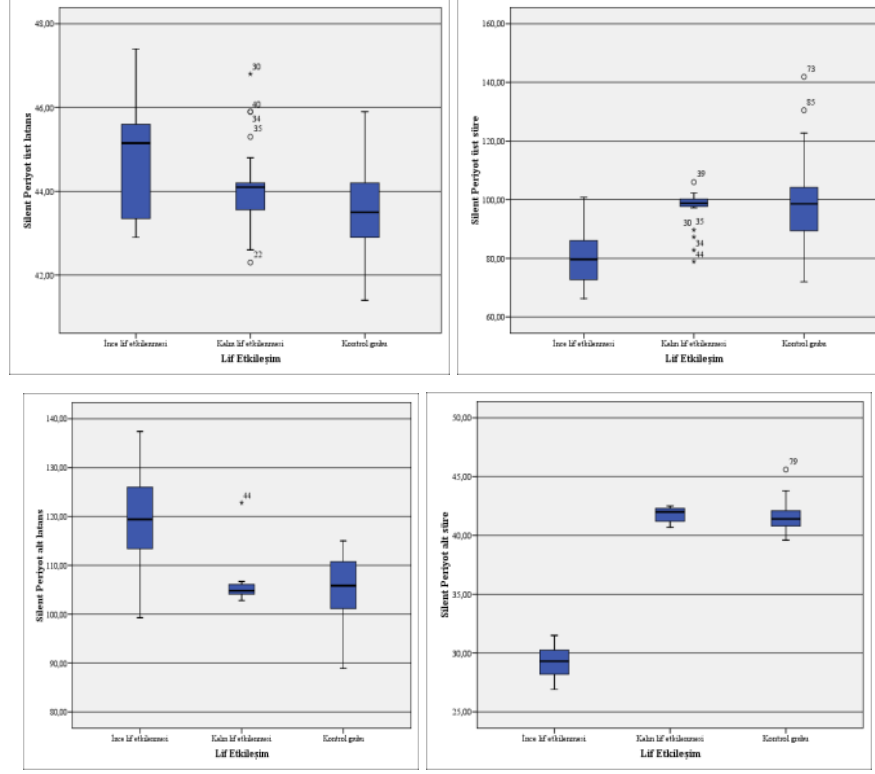 48,00
46,00
44,00
42,00
Silent Periyot üst latans
30
40
34
35
22
İnce lif etkilenmesi
Kalın lif etkilenmesi
Kontrol grubu
Lif Etkileşim
160,00
140,00
120,00
100,00
80,00
60,00
Silent Periyot üst süre
73
85
39
30 35
34
44
İnce lif etkilenmesi
Kalın lif etkilenmesi
Kontrol grubu
Lif Etkileşim
140,00
130,00
120,00
110,00
100,00
90,00
80,00
Silent Periyot alt latans
44
İnce lif etkilenmesi
Kalın lif etkilenmesi
Kontrol grubu
Lif Etkileşim
50,00
45,00
40,00
35,00
30,00
25,00
Silent Periyot alt süre
79
İnce lif etkilenmesi
Kalın lif etkilenmesi
Kontrol grubu
Lif Etkileşim